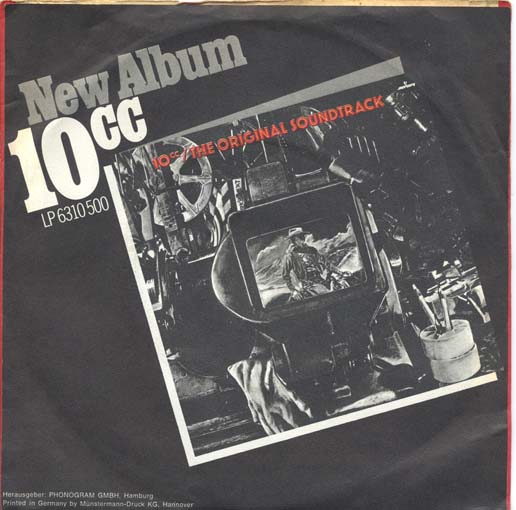 New Album
10cc
LP 6310 500
10cc/THE ORIGINAL SOUNDTRACK
Herausgeber: PHONOGRAM GMBH, Hamburg
Printed in Germany by Münstermann-Druck KG, Hannover